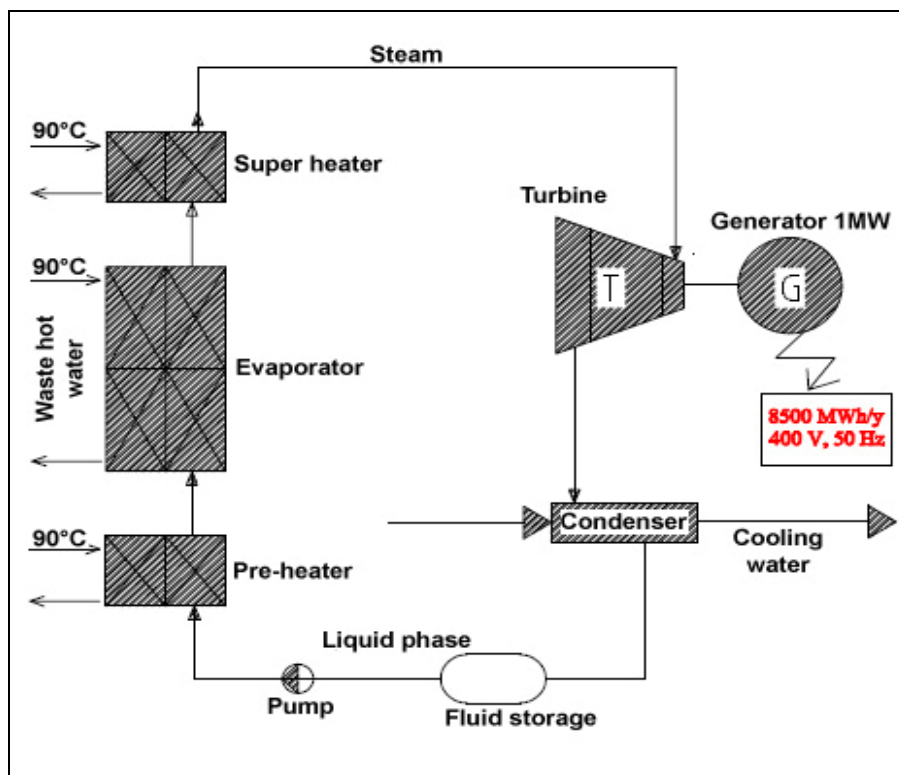 Steam
90°C
Super heater
Turbine
Generator 1MW
T
G
90°C
Waste hot
water
Evaporator
8500 MWh/y
400 V, 50 Hz
Condenser
Cooling
water
90°C
Pre-heater
Liquid phase
Pump
Fluid storage